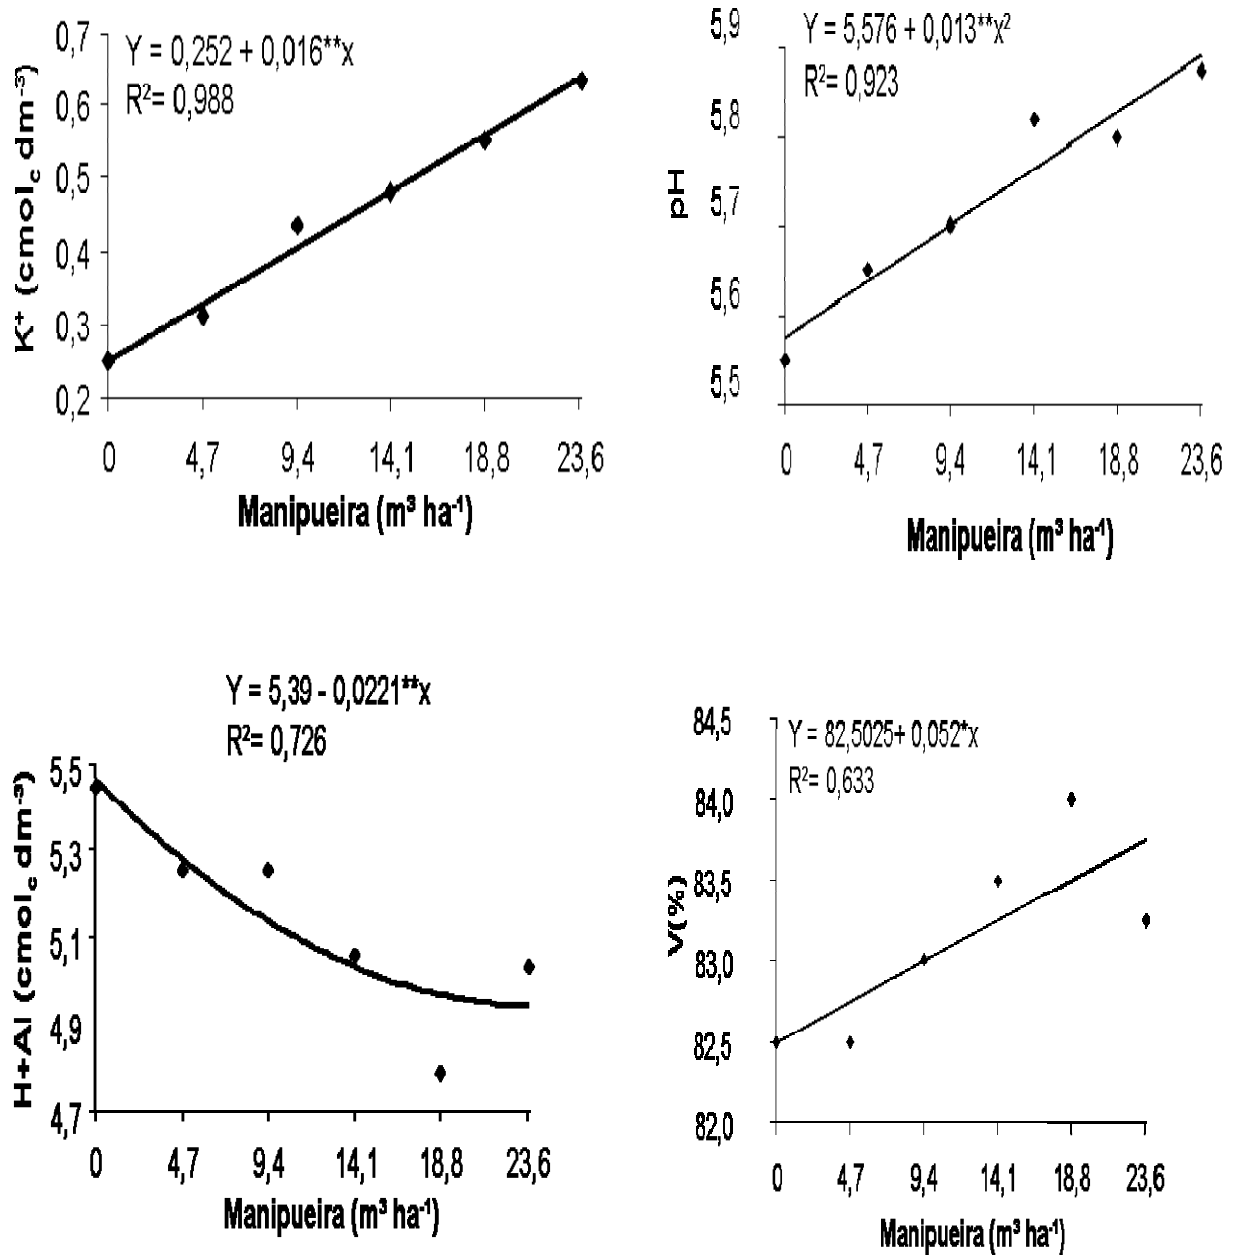 Y = 0,252 + 0,016**x
R²= 0,988
K⁺ (cmolc dm⁻³)
0,7
0,6
0,5
0,4
0,3
0,2
0 4,7 9,4 14,1 18,8 23,6
Manipueira (m³ ha⁻¹)
Y = 5,576 + 0,013**x²
R²= 0,923
pH
5,9
5,8
5,7
5,6
5,5
0 4,7 9,4 14,1 18,8 23,6
Manipueira (m³ ha⁻¹)
Y = 5,39 - 0,0221**x
R²= 0,726
H+Al (cmolc dm⁻³)
5,5
5,3
5,1
4,9
4,7
0 4,7 9,4 14,1 18,8 23,6
Manipueira (m³ ha⁻¹)
Y = 82,5025+ 0,052*x
R²= 0,633
V(%)
84,5
84,0
83,5
83,0
82,5
82,0
0 4,7 9,4 14,1 18,8 23,6
Manipueira (m³ ha⁻¹)